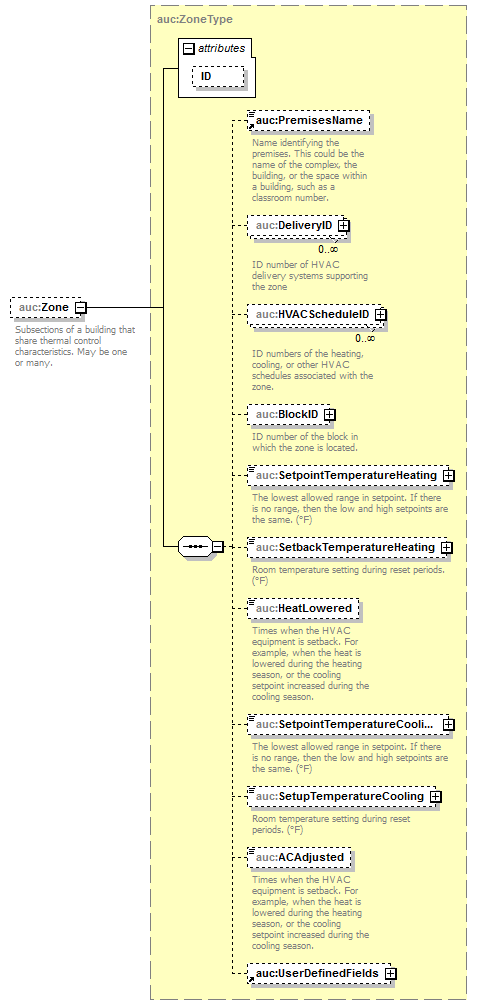 auc:ZoneType
attributes
ID
auc:PremisesName
Name identifying the
premises. This could be the
name of the complex, the
building, or the space within
a building, such as a
classroom number.
auc:DeliveryID
0..∞
ID number of HVAC
delivery systems supporting
the zone
auc:Zone
Subsections of a building that
share thermal control
characteristics. May be one
or many.
auc:HVACScheduleID
0..∞
ID numbers of the heating,
cooling, or other HVAC
schedules associated with the
zone.
auc:BlockID
ID number of the block in
which the zone is located.
auc:SetpointTemperatureHeating
The lowest allowed range in setpoint. If there
is no range, then the low and high setpoints are
the same. (°F)
auc:SetbackTemperatureHeating
Room temperature setting during reset periods.
(°F)
auc:HeatLowered
Times when the HVAC
equipment is setback. For
example, when the heat is
lowered during the heating
season, or the cooling
setpoint increased during the
cooling season.
auc:SetpointTemperatureCooli...
The lowest allowed range in setpoint. If there
is no range, then the low and high setpoints are
the same. (°F)
auc:SetupTemperatureCooling
Room temperature setting during reset
periods. (°F)
auc:ACAdjusted
Times when the HVAC
equipment is setback. For
example, when the heat is
lowered during the heating
season, or the cooling
setpoint increased during the
cooling season.
auc:UserDefinedFields